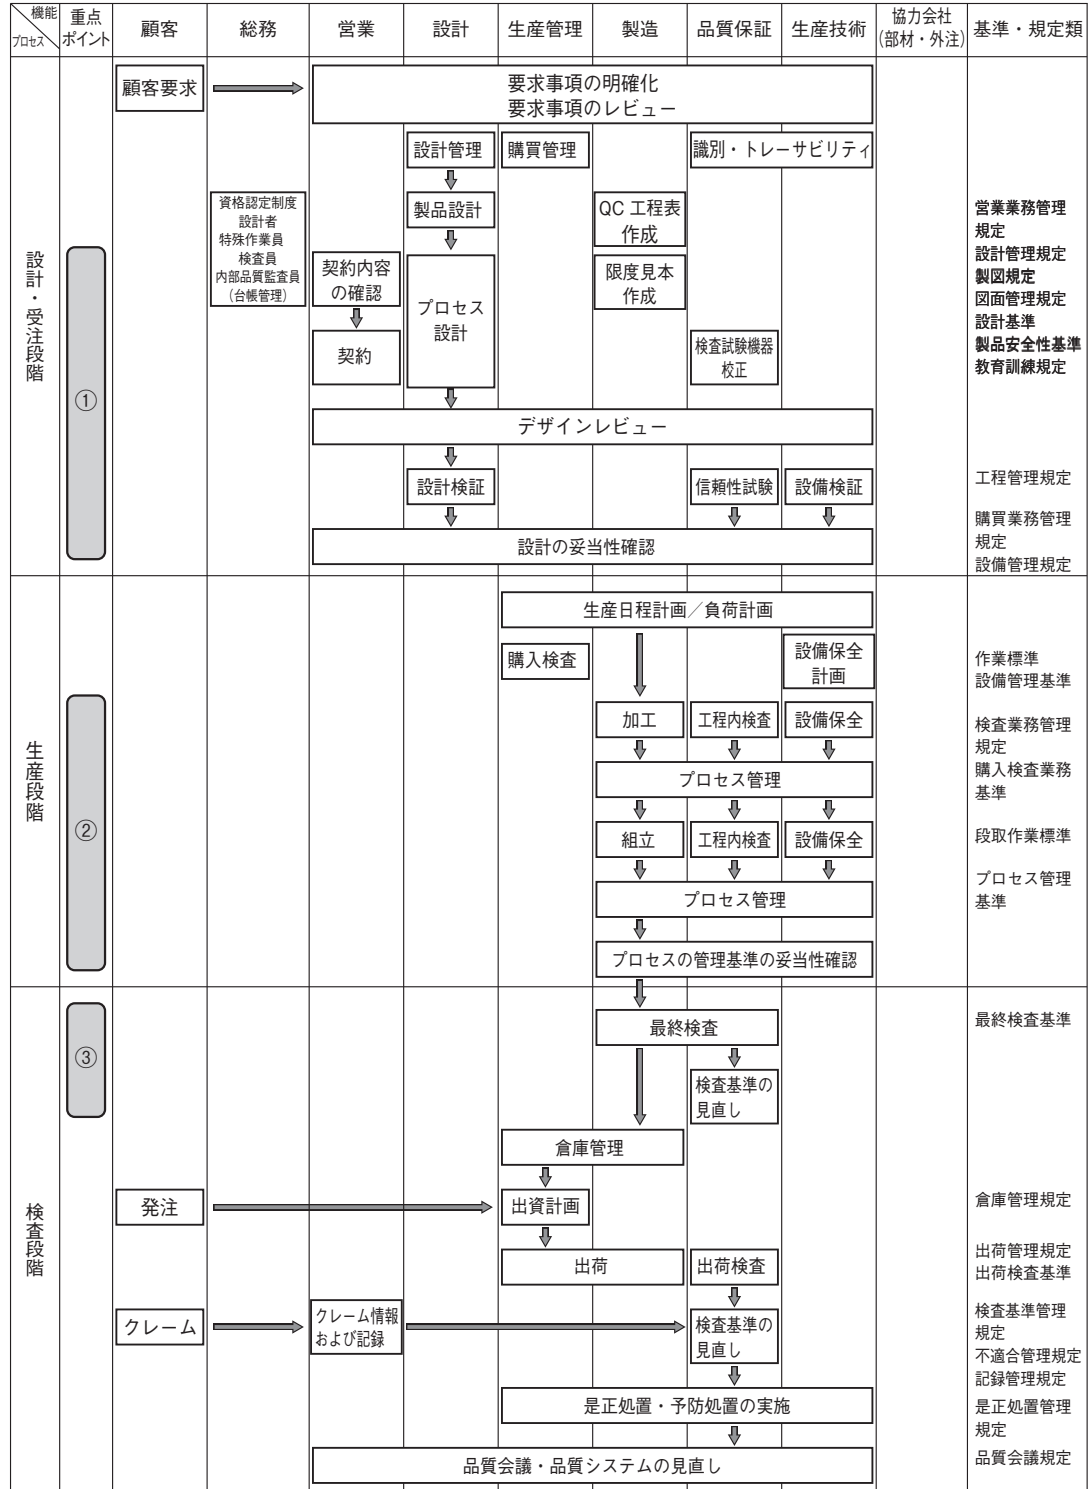 機能
プロセス
重点
ポイント
顧客
総務
営業
設計
生産管理
製造
品質保証
生産技術
協力会社
(部材・外注)
基準・規定類
設計・受注段階
①
顧客要求
要求事項の明確化
要求事項のレビュー
設計管理
購買管理
識別・トレーサビリティ
資格認定制度
設計者
特殊作業員
検査員
内部品質監査員
(台帳管理)
製品設計
QC 工程表
作成
契約内容
の確認
プロセス
設計
限度見本
作成
契約
検査試験機器
校正
デザインレビュー
設計検証
信頼性試験
設備検証
設計の妥当性確認
営業業務管理
規定
設計管理規定
製図規定
図面管理規定
設計基準
製品安全性基準
教育訓練規定
工程管理規定
購買業務管理
規定
設備管理規定
生産段階
②
生産日程計画／負荷計画
購入検査
設備保全
計画
加工
工程内検査
設備保全
プロセス管理
組立
工程内検査
設備保全
プロセス管理
プロセスの管理基準の妥当性確認
作業標準
設備管理基準
検査業務管理
規定
購入検査業務
基準
段取作業標準
プロセス管理
基準
検査段階
③
最終検査
検査基準の
見直し
倉庫管理
発注
出資計画
出荷
出荷検査
クレーム
クレーム情報
および記録
検査基準の
見直し
是正処置・予防処置の実施
品質会議・品質システムの見直し
最終検査基準
倉庫管理規定
出荷管理規定
出荷検査基準
検査基準管理
規定
不適合管理規定
記録管理規定
是正処置管理
規定
品質会議規定